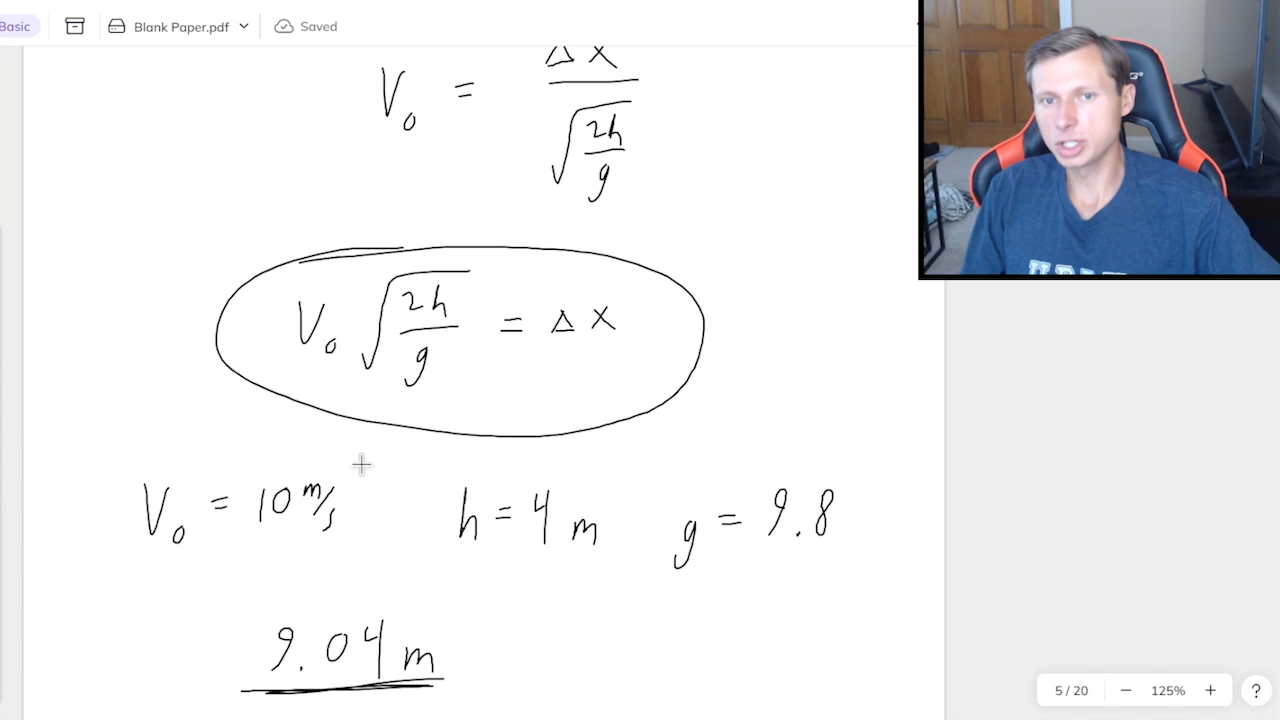 Basic Blank Paper.pdf Saved
V₀ = Δx / √(2h/g)
V₀ √(2h/g) = Δx
V₀ = 10 m/s h = 4 m g = 9.8
9.04 m
5 / 20 − 125% + ?